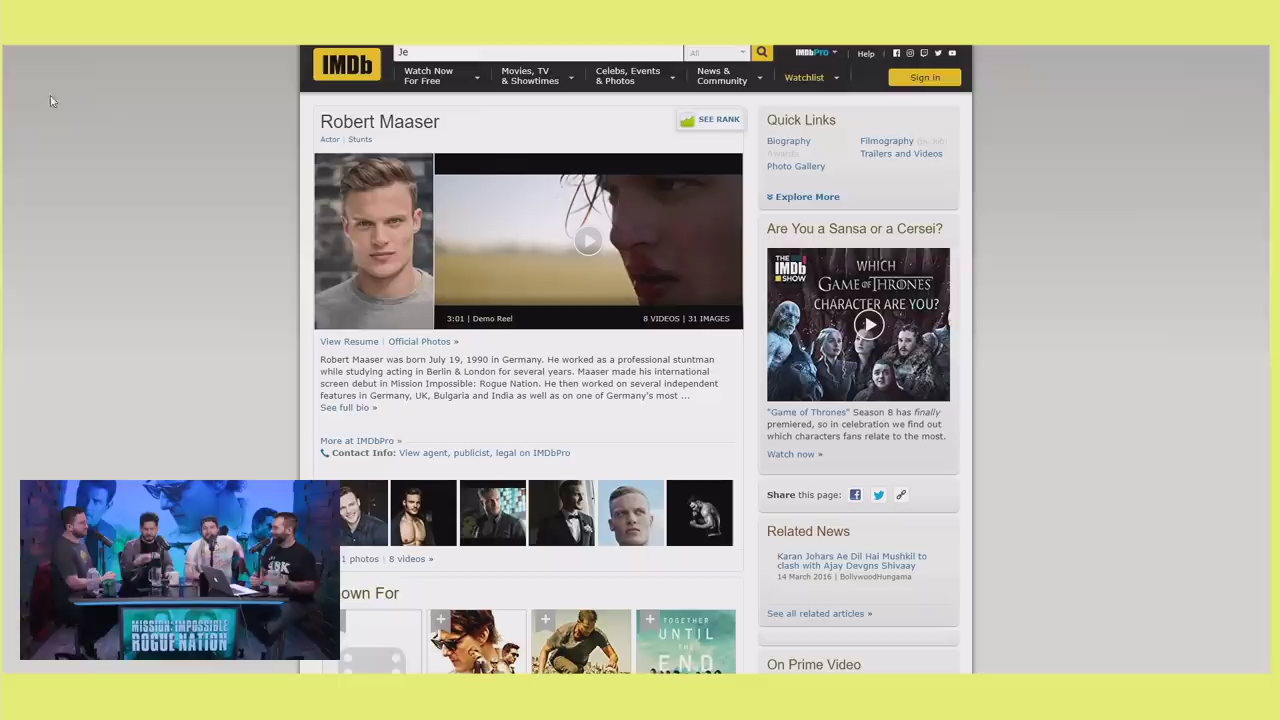 IMDb
Je
All
IMDbPro
Help
Watch Now
For Free
Movies, TV
& Showtimes
Celebs, Events
& Photos
News &
Community
Watchlist
Sign in
Robert Maaser
SEE RANK
Actor | Stunts
3:01 | Demo Reel
8 VIDEOS | 31 IMAGES
View Resume | Official Photos »
Robert Maaser was born July 19, 1990 in Germany. He worked as a professional stuntman
while studying acting in Berlin & London for several years. Maaser made his international
screen debut in Mission Impossible: Rogue Nation. He then worked on several independent
features in Germany, UK, Bulgaria and India as well as on one of Germany's most ...
See full bio »
More at IMDbPro »
Contact Info: View agent, publicist, legal on IMDbPro
1 photos | 8 videos »
own For
TOGETHER
UNTIL
THE
END
MISSION:IMPOSSIBLE
ROGUE NATION
Quick Links
Biography
Filmography
Awards
Trailers and Videos
Photo Gallery
Explore More
Are You a Sansa or a Cersei?
THE
IMDb
SHOW
WHICH
GAME OF THRONES
CHARACTER ARE YOU?
"Game of Thrones" Season 8 has finally
premiered, so in celebration we find out
which characters fans relate to the most.
Watch now »
Share this page:
Related News
Karan Johars Ae Dil Hai Mushkil to
clash with Ajay Devgns Shivaay
14 March 2016 | BollywoodHungama
See all related articles »
On Prime Video